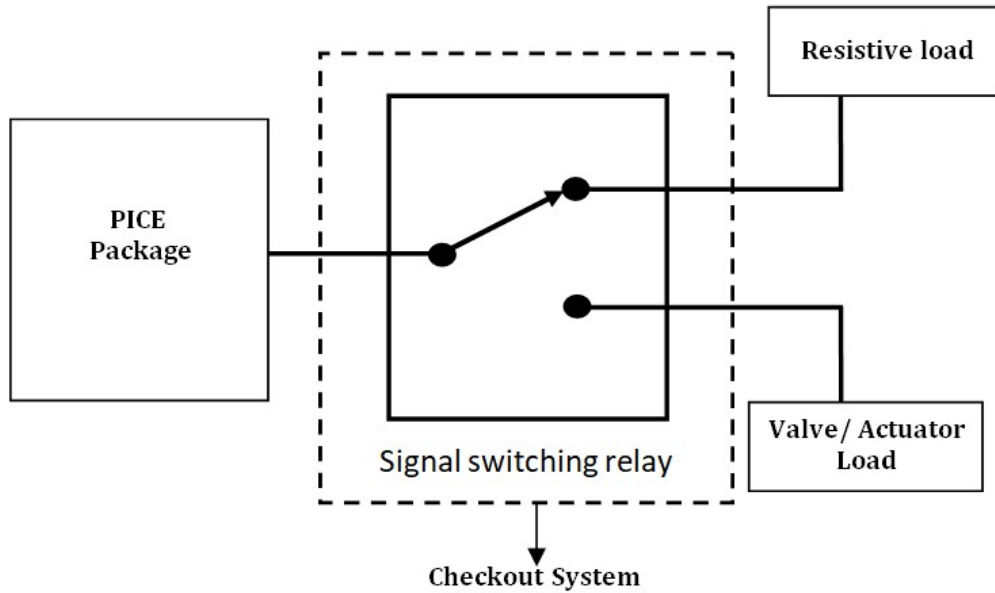 Resistive load
PICE
Package
Valve/ Actuator
Load
Signal switching relay
Checkout System